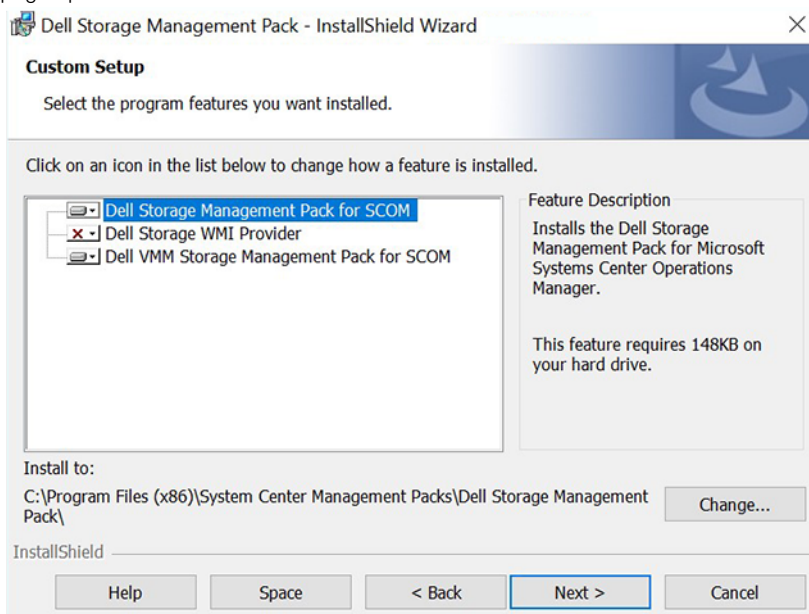 Dell Storage Management Pack - InstallShield Wizard
Custom Setup
Select the program features you want installed.
Click on an icon in the list below to change how a feature is installed.
Dell Storage Management Pack for SCOM
Dell Storage WMI Provider
Dell VMM Storage Management Pack for SCOM
Feature Description
Installs the Dell Storage
Management Pack for Microsoft
Systems Center Operations
Manager.
This feature requires 148KB on
your hard drive.
Install to:
C:\Program Files (x86)\System Center Management Packs\Dell Storage Management
Pack\
Change...
InstallShield
Help
Space
< Back
Next >
Cancel